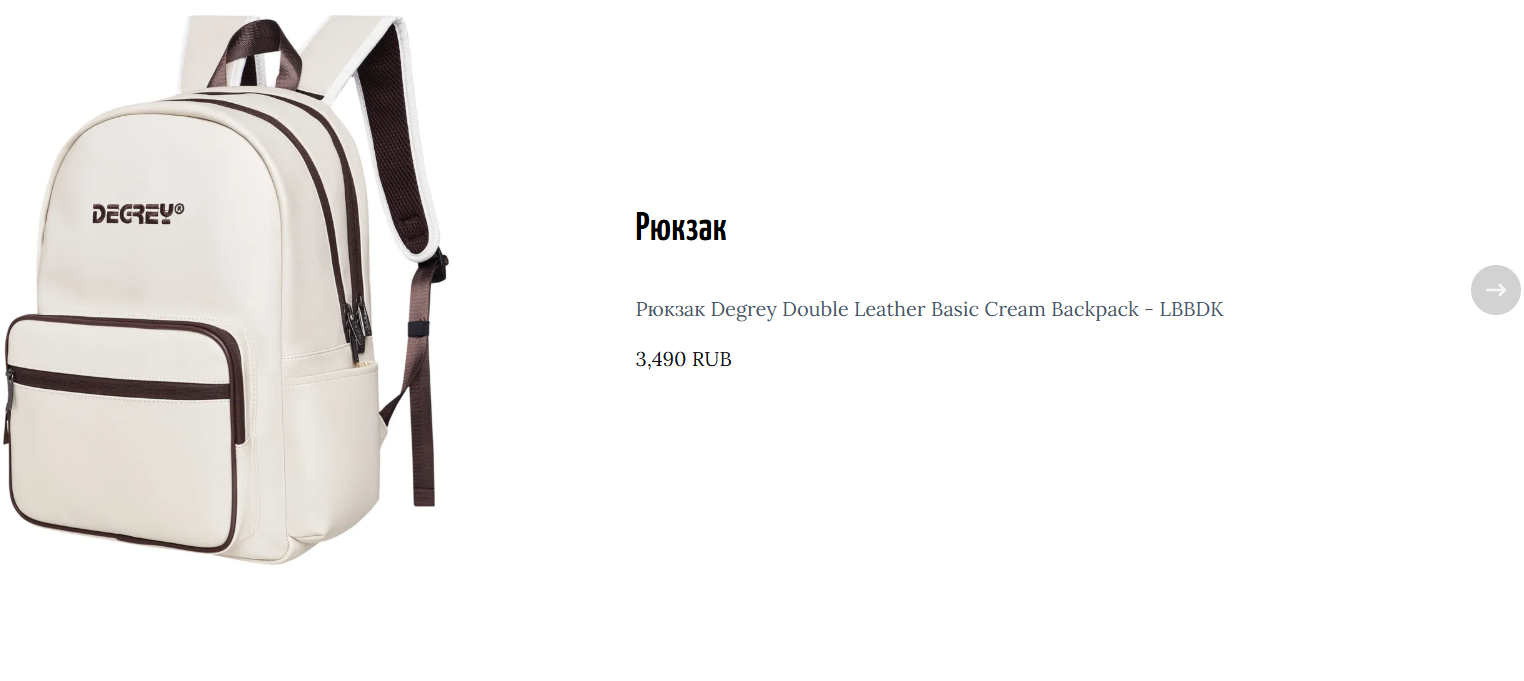 DEGREY®
Рюкзак
Рюкзак Degrey Double Leather Basic Cream Backpack - LBBDK
3,490 RUB